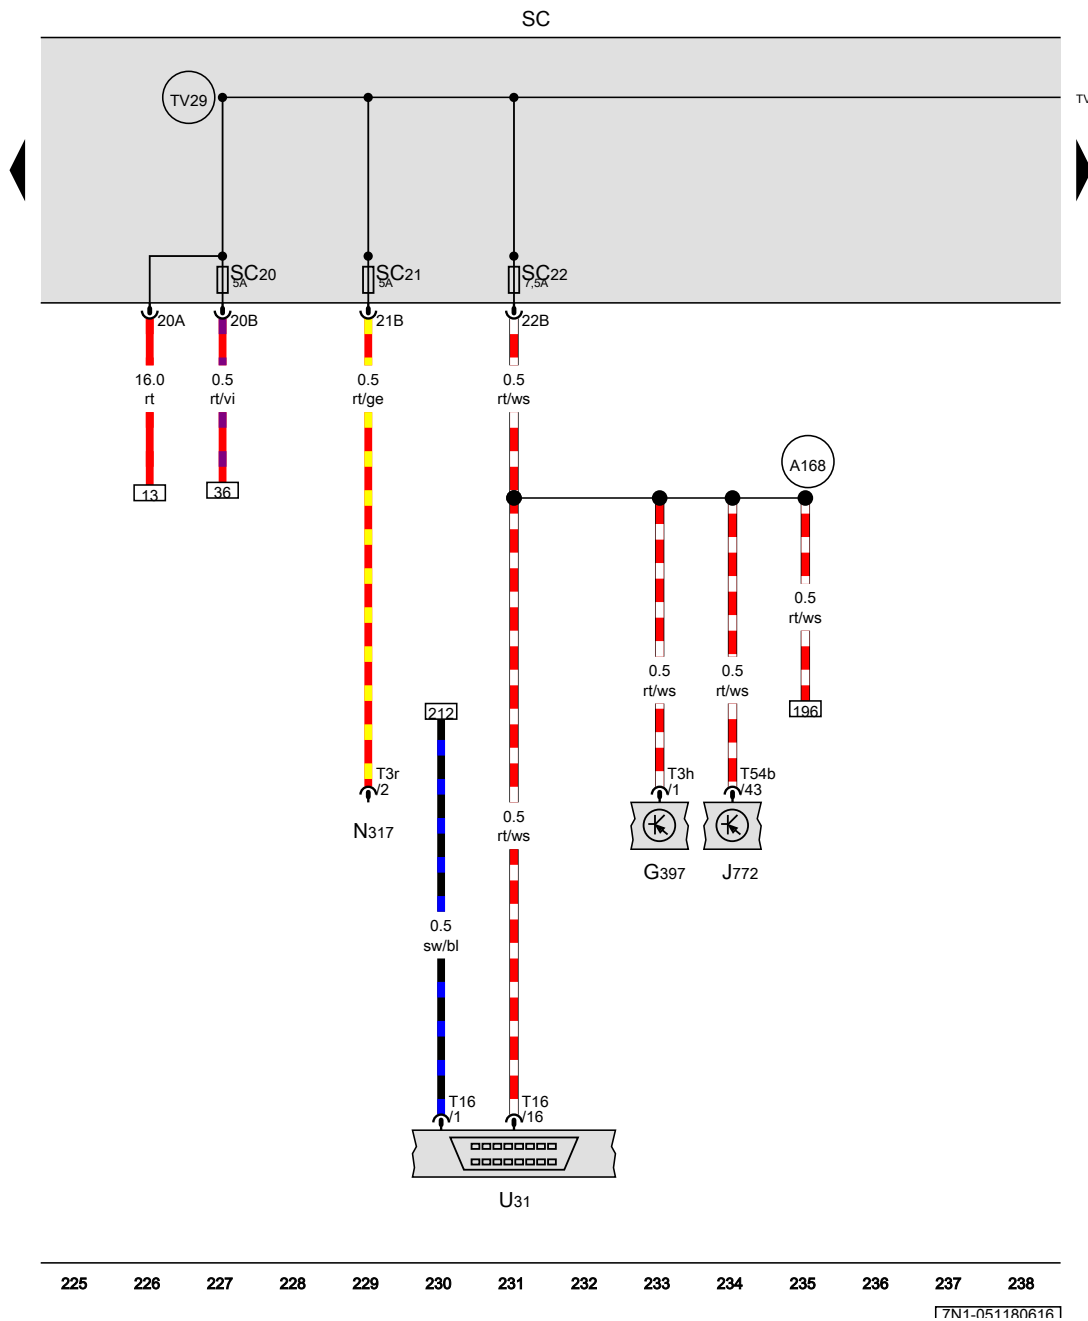 SC
TV29
TV
SC20
5A
SC21
5A
SC22
7,5A
20A
20B
21B
22B
16.0
rt
0.5
rt/vi
0.5
rt/ge
0.5
rt/ws
A168
13
36
0.5
rt/ws
0.5
rt/ws
0.5
rt/ws
212
196
T3r
/2
T3h
/1
T54b
/43
N317
0.5
rt/ws
G397
J772
0.5
sw/bl
T16
/1
T16
/16
U31
225 226 227 228 229 230 231 232 233 234 235 236 237 238
7N1-051180616